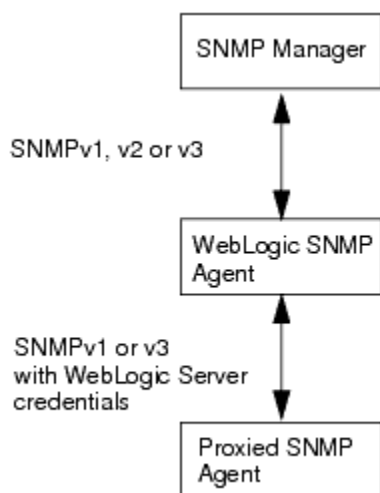 SNMP Manager
SNMPv1, v2 or v3
WebLogic SNMP
Agent
SNMPv1 or v3
with WebLogic Server
credentials
Proxied SNMP
Agent